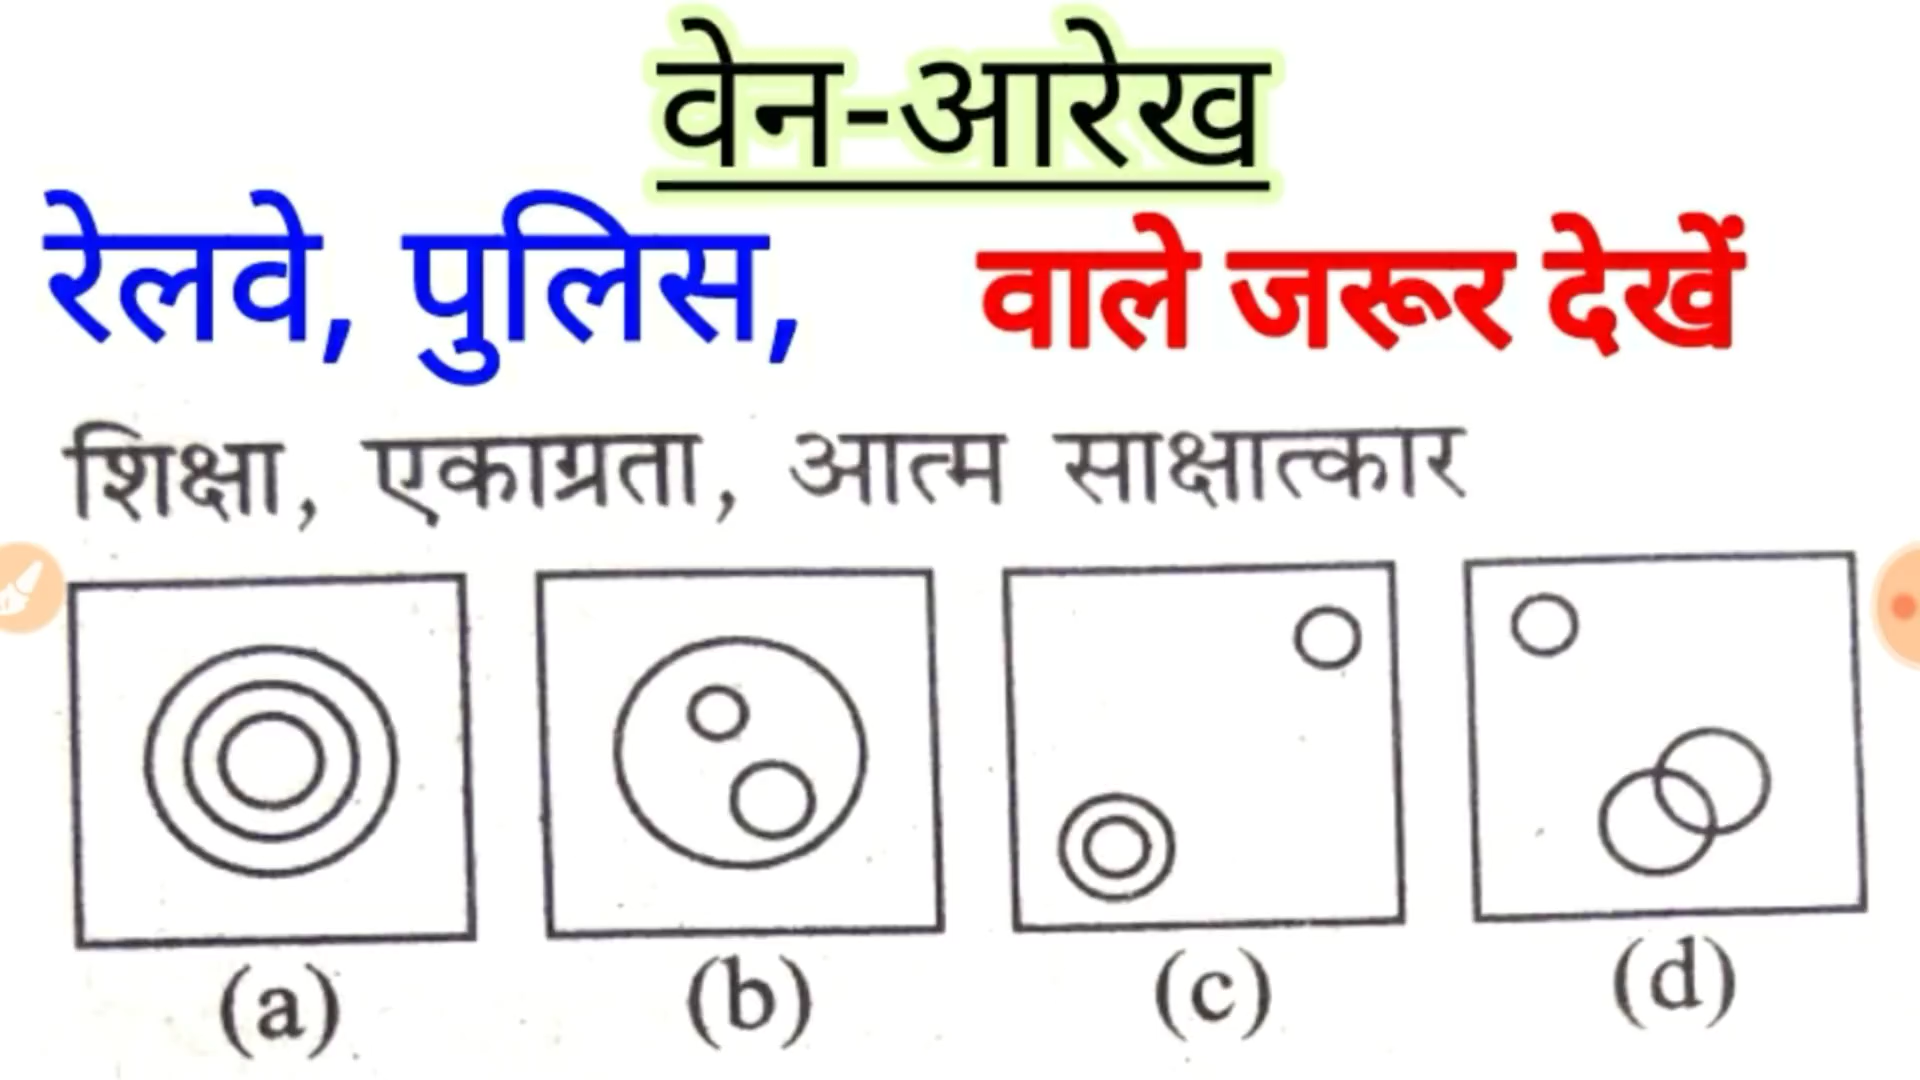 वेन-आरेख
रेलवे, पुलिस, वाले जरूर देखें
शिक्षा, एकाग्रता, आत्म साक्षात्कार
(a) (b) (c) (d)